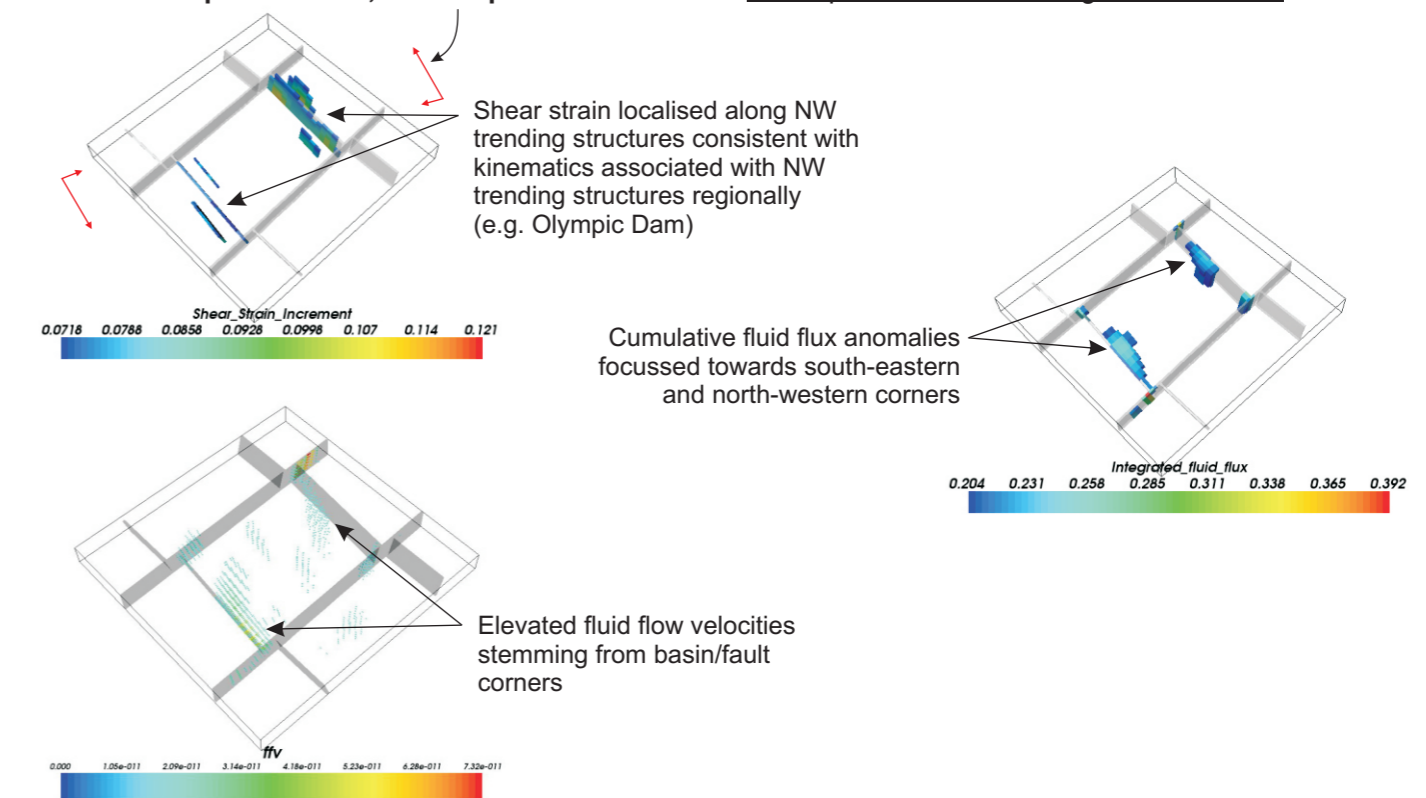 Shear strain localised along NW
trending structures consistent with
kinematics associated with NW
trending structures regionally
(e.g. Olympic Dam)
Shear_Strain_Increment
0.0718 0.0788 0.0858 0.0928 0.0998 0.107 0.114 0.121
Cumulative fluid flux anomalies
focussed towards south-eastern
and north-western corners
Integrated_fluid_flux
0.204 0.231 0.258 0.285 0.311 0.338 0.365 0.392
Elevated fluid flow velocities
stemming from basin/fault
corners
ffv
0.000 1.05e-011 2.09e-011 3.14e-011 4.18e-011 5.23e-011 6.28e-011 7.32e-011